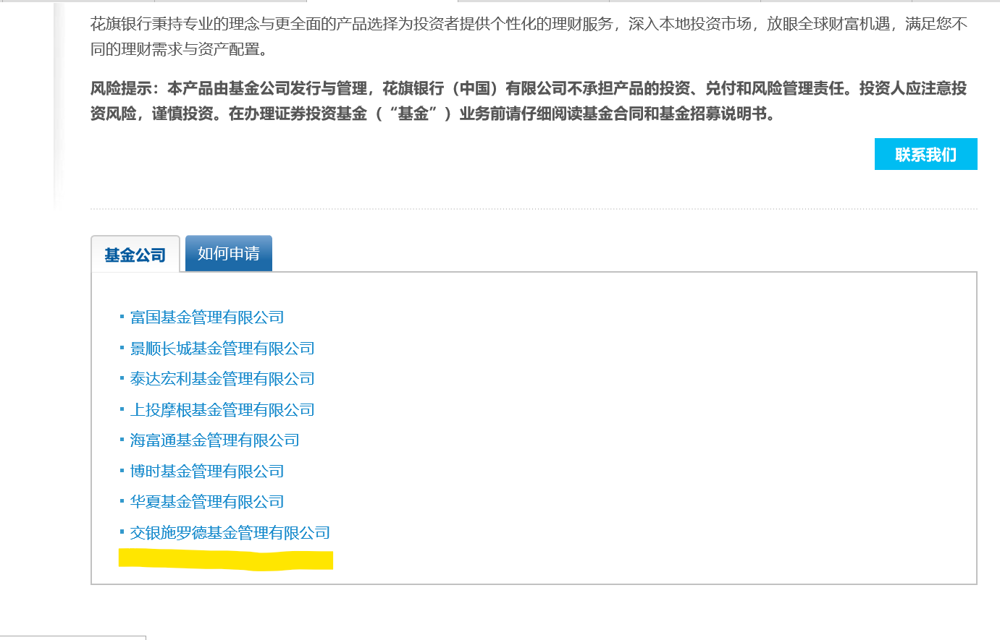 花旗银行秉持专业的理念与更全面的产品选择为投资者提供个性化的理财服务，深入本地投资市场，放眼全球财富机遇，满足您不
同的理财需求与资产配置。
风险提示：本产品由基金公司发行与管理，花旗银行（中国）有限公司不承担产品的投资、兑付和风险管理责任。投资人应注意投
资风险，谨慎投资。在办理证券投资基金（“基金”）业务前请仔细阅读基金合同和基金招募说明书。
联系我们
基金公司 如何申请
富国基金管理有限公司
景顺长城基金管理有限公司
泰达宏利基金管理有限公司
上投摩根基金管理有限公司
海富通基金管理有限公司
博时基金管理有限公司
华夏基金管理有限公司
交银施罗德基金管理有限公司